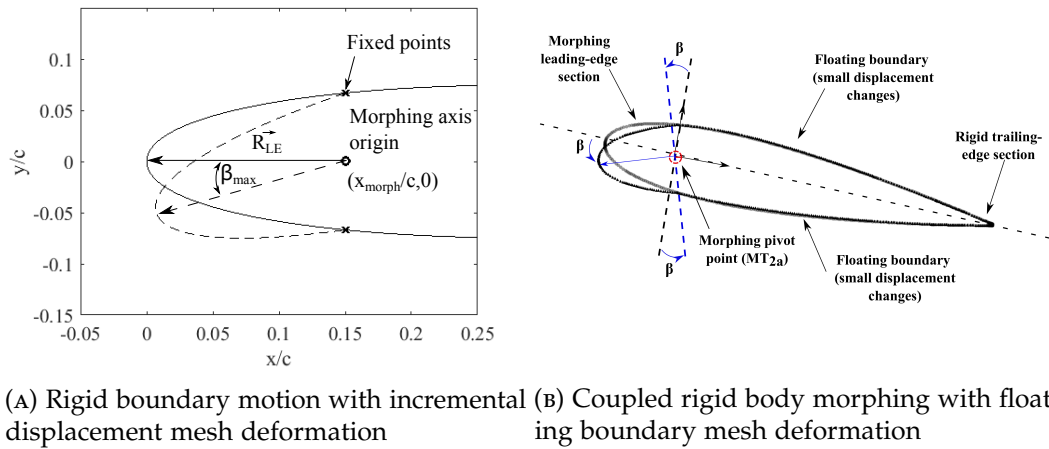 0.1
0.05
0
-0.05
-0.1
-0.15
y/c
-0.05 0 0.05 0.1 0.15 0.2 0.25
x/c
Fixed points
Morphing axis
origin
R_LE
β_max
(x_morph/c,0)
β
Morphing
leading-edge
section
Floating boundary
(small displacement
changes)
Rigid trailing-
edge section
β
Morphing pivot
point (MT_2a)
β
Floating boundary
(small displacement
changes)
(A) Rigid boundary motion with incremental
displacement mesh deformation
(B) Coupled rigid body morphing with float
ing boundary mesh deformation